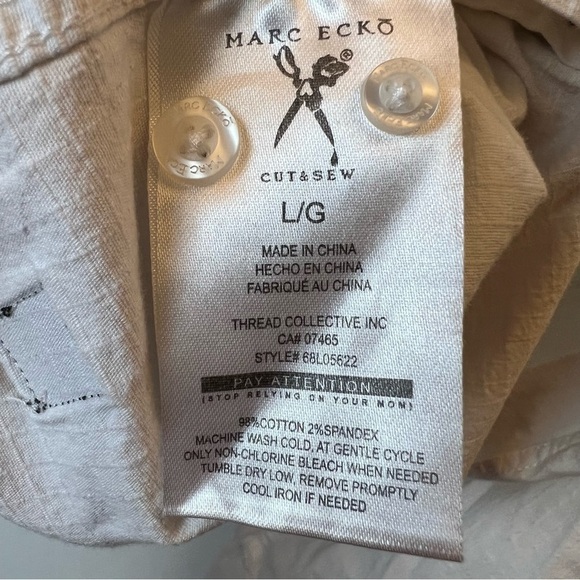 MARC ECKŌ
®
CUT & SEW
L/G
MADE IN CHINA
HECHO EN CHINA
FABRIQUÉ AU CHINA
THREAD COLLECTIVE INC
CA# 07465
STYLE# 68L05622
PAY ATTENTION
(STOP RELYING ON YOUR MOM)
98%COTTON 2%SPANDEX
MACHINE WASH COLD, AT GENTLE CYCLE
ONLY NON-CHLORINE BLEACH WHEN NEEDED
TUMBLE DRY LOW, REMOVE PROMPTLY
COOL IRON IF NEEDED